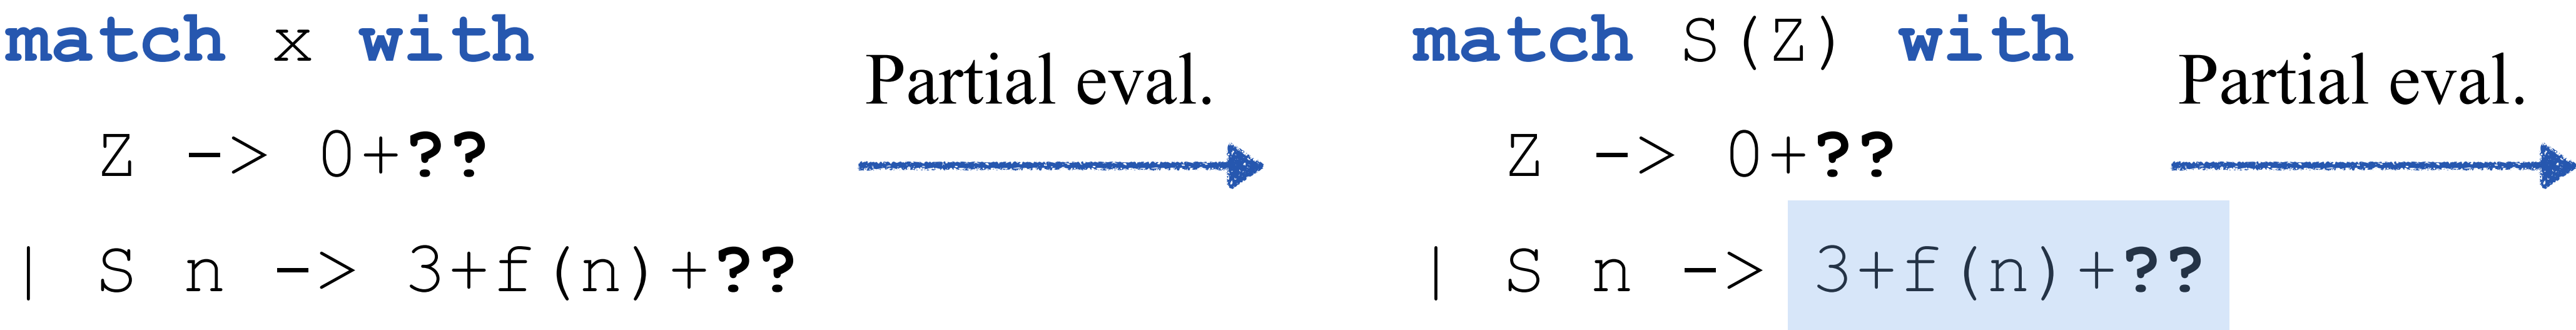 match x with
Z -> 0+??
| S n -> 3+f(n)+??
Partial eval.
match S(Z) with
Z -> 0+??
| S n -> 3+f(n)+??
Partial eval.